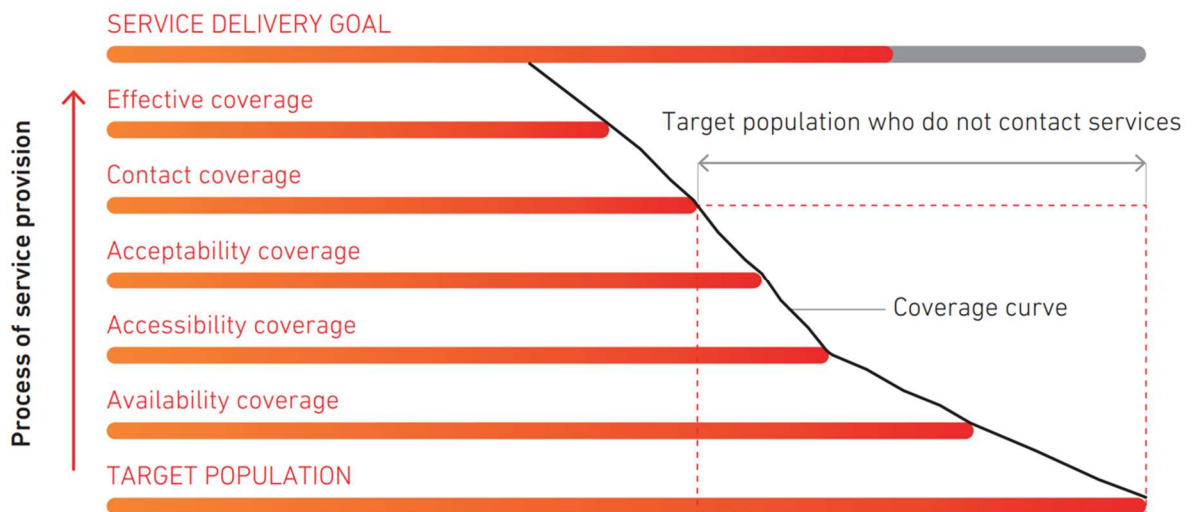 SERVICE DELIVERY GOAL
Effective coverage
Target population who do not contact services
Contact coverage
Acceptability coverage
Coverage curve
Accessibility coverage
Availability coverage
TARGET POPULATION
Process of service provision